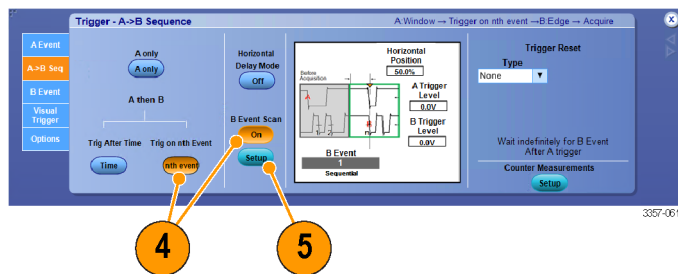 Trigger - A->B Sequence
A:Window → Trigger on nth event →B:Edge → Acquire
x
A Event
A->B Seq
B Event
Visual
Trigger
Options
A only
A only
A then B
Trig After Time
Trig on nth Event
Time
nth event
Horizontal
Delay Mode
Off
B Event Scan
On
Setup
Before
Acquisition
A
B
1
2
n
Horizontal
Position
50.0%
A Trigger
Level
0.0V
B Trigger
Level
0.0V
B Event
1
Sequential
Trigger Reset
Type
None
Wait indefinitely for B Event
After A trigger
Counter Measurements
Setup
3357-061
4
5